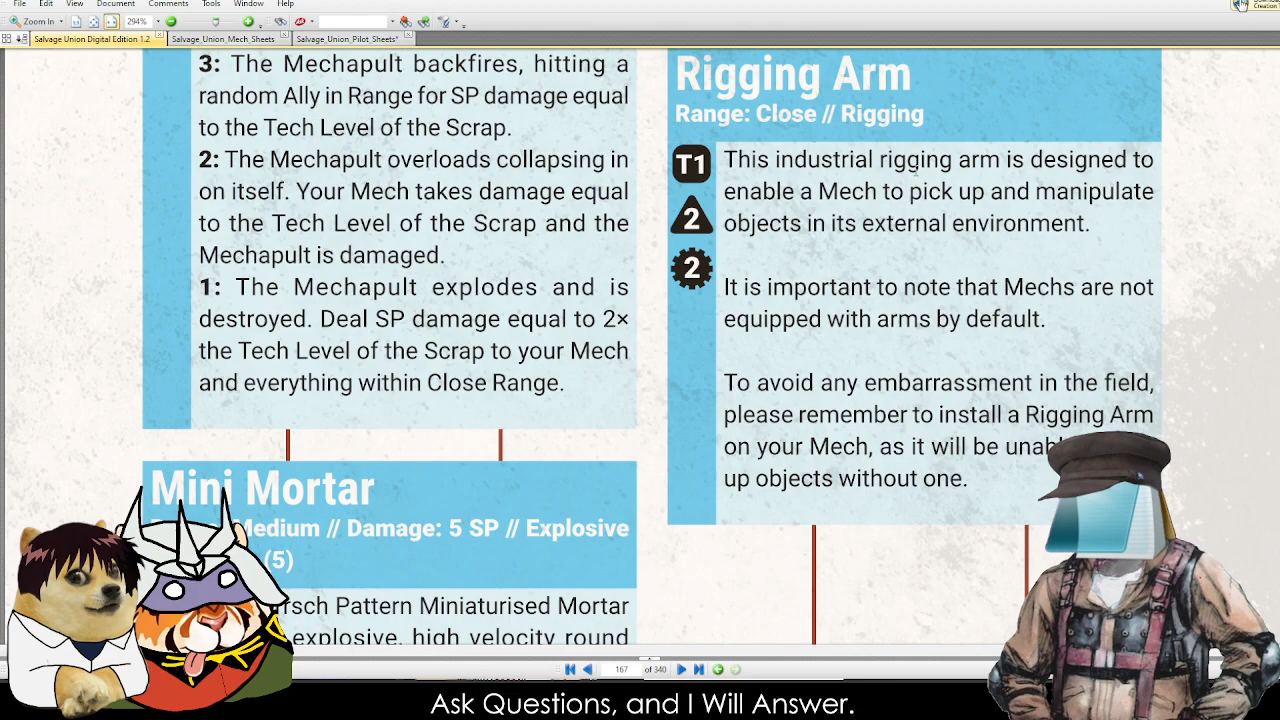 File Edit View Document Comments Tools Window Help
Zoom In 294%
Salvage Union Digital Edition 1.2 Salvage_Union_Mech_Sheets Salvage_Union_Pilot_Sheets*
3: The Mechapult backfires, hitting a
random Ally in Range for SP damage equal
to the Tech Level of the Scrap.
2: The Mechapult overloads collapsing in
on itself. Your Mech takes damage equal
to the Tech Level of the Scrap and the
Mechapult is damaged.
1: The Mechapult explodes and is
destroyed. Deal SP damage equal to 2×
the Tech Level of the Scrap to your Mech
and everything within Close Range.
Mini Mortar
Medium // Damage: 5 SP // Explosive
(5)
rsch Pattern Miniaturised Mortar
explosive, high velocity round
Rigging Arm
Range: Close // Rigging
T1
2
2
This industrial rigging arm is designed to
enable a Mech to pick up and manipulate
objects in its external environment.
It is important to note that Mechs are not
equipped with arms by default.
To avoid any embarrassment in the field,
please remember to install a Rigging Arm
on your Mech, as it will be unab
up objects without one.
167 of 340
Ask Questions, and I Will Answer.